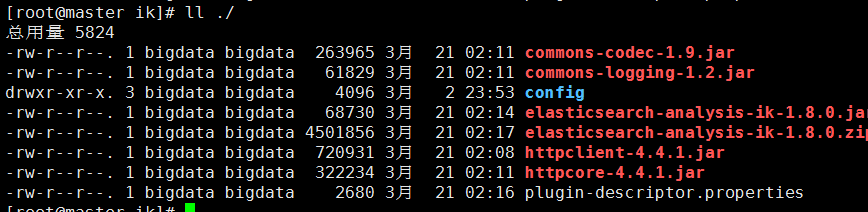 [root@master ik]# ll ./
总用量 5824
-rw-r--r--. 1 bigdata bigdata  263965 3月  21 02:11 commons-codec-1.9.jar
-rw-r--r--. 1 bigdata bigdata   61829 3月  21 02:11 commons-logging-1.2.jar
drwxr-xr-x. 3 bigdata bigdata    4096 3月   2 23:53 config
-rw-r--r--. 1 bigdata bigdata   68730 3月  21 02:14 elasticsearch-analysis-ik-1.8.0.jar
-rw-r--r--. 1 bigdata bigdata 4501856 3月  21 02:17 elasticsearch-analysis-ik-1.8.0.zip
-rw-r--r--. 1 bigdata bigdata  720931 3月  21 02:08 httpclient-4.4.1.jar
-rw-r--r--. 1 bigdata bigdata  322234 3月  21 02:11 httpcore-4.4.1.jar
-rw-r--r--. 1 bigdata bigdata    2680 3月  21 02:16 plugin-descriptor.properties
[root@master ik]#